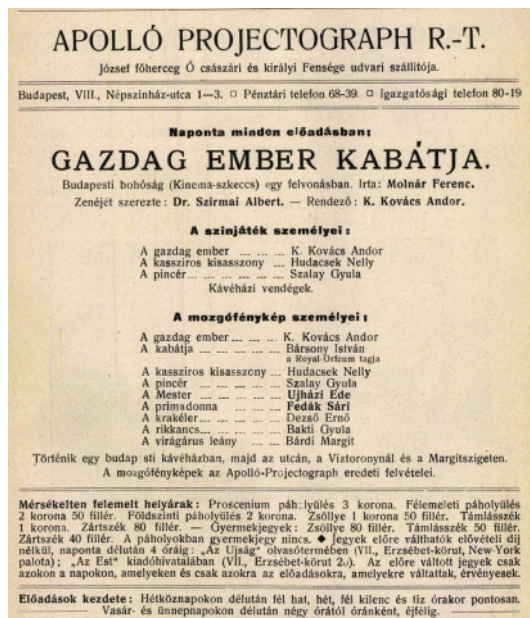 APOLLÓ PROJECTOGRAPH R.-T.
József főherceg Ő császári és királyi Fensége udvari szállitója.
Budapest, VIII., Népszinház-utca 1—3. □ Pénztári telefon 68-39. □ Igazgatósági telefon 80-19
Naponta minden előadásban:
GAZDAG EMBER KABÁTJA.
Budapesti bohóság (Kinema-szkeccs) egy felvonásban. Irta: Molnár Ferenc.
Zenéjét szerezte: Dr. Szirmai Albert. — Rendező: K. Kovács Andor.
A szinjáték személyei:
A gazdag ember ... ... ... K. Kovács Andor
A kassziros kisasszony ... Hudacsek Nelly
A pincér... ... ... ... ... Szalay Gyula
Kávéházi vendégek.
A mozgófénykép személyei:
A gazdag ember... ... ... K. Kovács Andor
A kabátja ... ... ... ... Bársony István
a Royal-Orfeum tagja
A kassziros kisasszony ... Hudacsek Nelly
A pincér ... ... ... ... Szalay Gyula
A Mester ... ... ... ... Ujházi Ede
A primadonna ... ... ... Fedák Sári
A krakéler... ... ... ... Dezső Ernő
A rikkancs... ... ... ... Bakti Gyula
A virágárus leány ... ... Bárdi Margit
Történik egy budap sti kávéházban, majd az utcán, a Viztoronynál és a Margitszigeten.
A mozgófényképek az Apolló-Projectograph eredeti felvételei.
Mérsékelten felemelt helyárak: Proscenium páholyülés 3 korona. Félemeleti páholyülés
2 korona 50 fillér. Földszinti páholyülés 2 korona. Zsöllye 1 korona 50 fillér. Támlásszék
1 korona. Zártszék 80 fillér. — Gyermekjegyek: Zsöllye 80 fillér. Támlásszék 50 fillér.
Zártszék 40 fillér. A páholyokban gyermekjegy nincs. ◆ Jegyek előre válthatók elővételi dij
nélkül, naponta délután 4 óráig: „Az Ujság" olvasótermében (VII., Erzsébet-körut, New-York
palota); „Az Est" kiadóhivatalában (VII., Erzsébet-körut 20). Az előre váltott jegyek csak
azokon a napokon, amelyeken és csak azokra az előadásokra, amelyekre váltattak, érvényesek.
Előadások kezdete: Hétköznapokon délután fél hat, hét, fél kilenc és tiz órakor pontosan.
Vasár- és ünnepnapokon délután négy órától óránként, éjfélig.